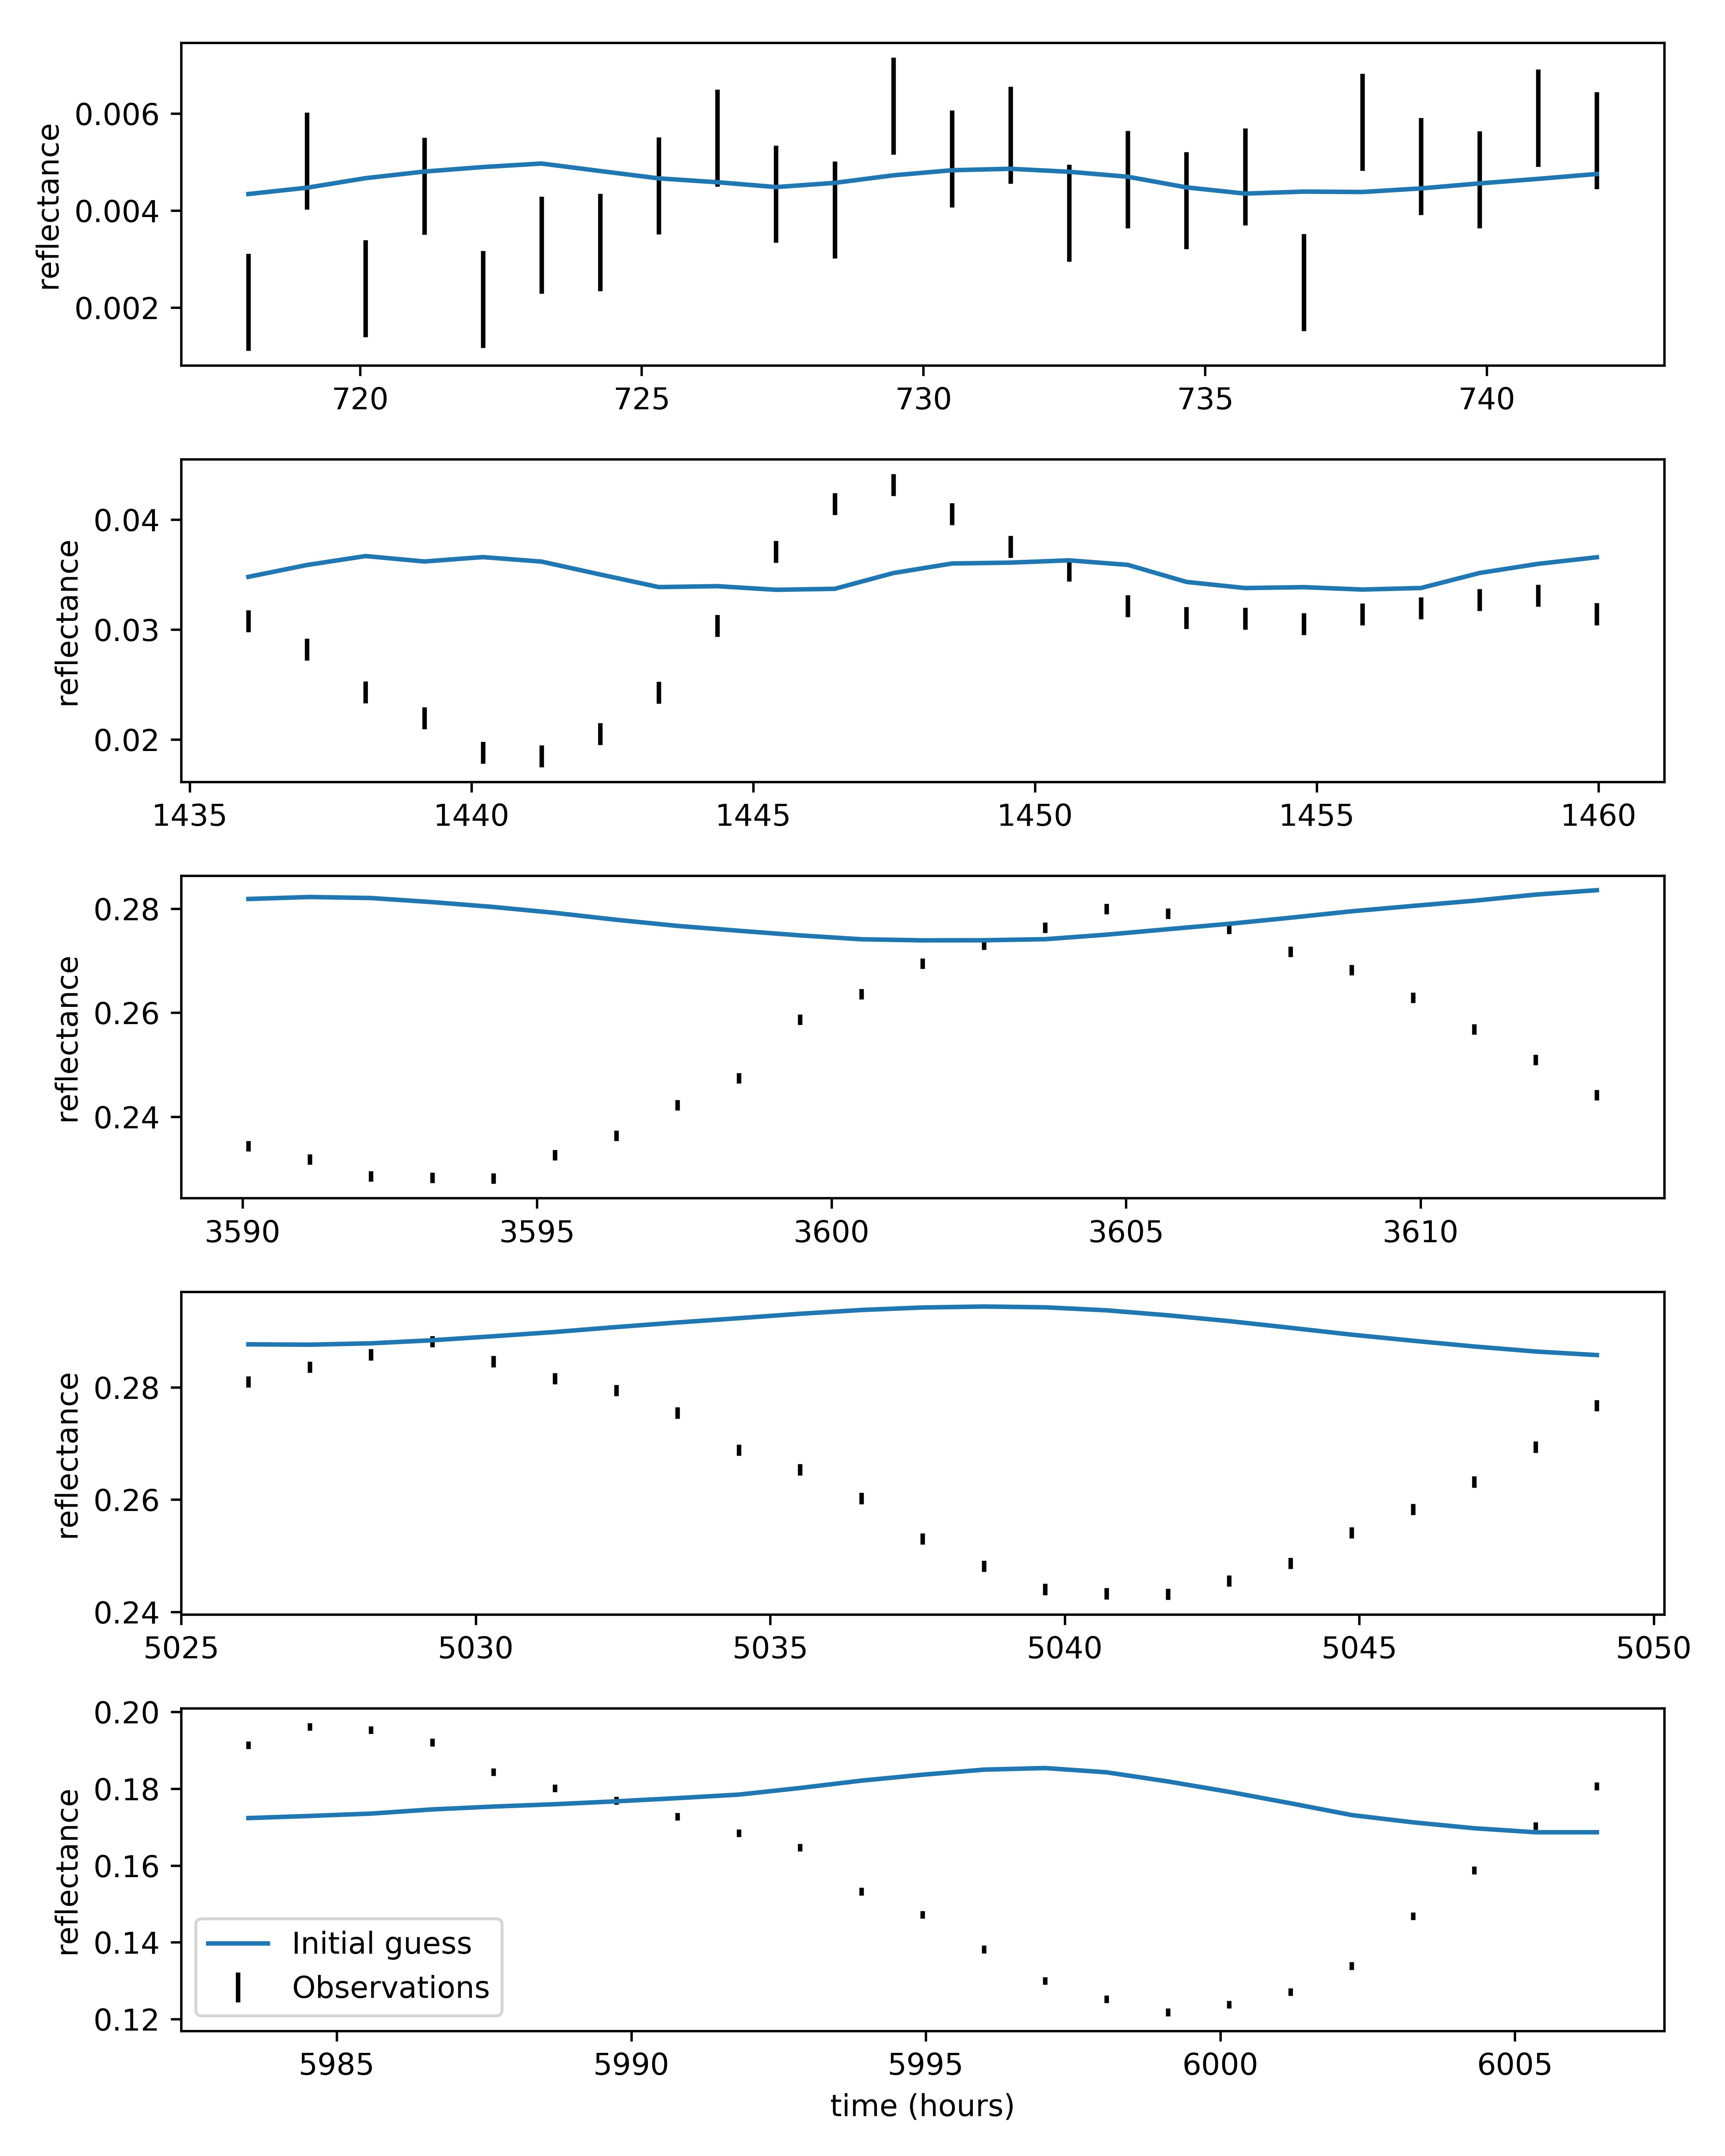 reflectance
0.006
0.004
0.002
720 725 730 735 740
reflectance
0.04
0.03
0.02
1435 1440 1445 1450 1455 1460
reflectance
0.28
0.26
0.24
3590 3595 3600 3605 3610
reflectance
0.28
0.26
0.24
5025 5030 5035 5040 5045 5050
reflectance
0.20
0.18
0.16
0.14
0.12
Initial guess
Observations
5985 5990 5995 6000 6005
time (hours)